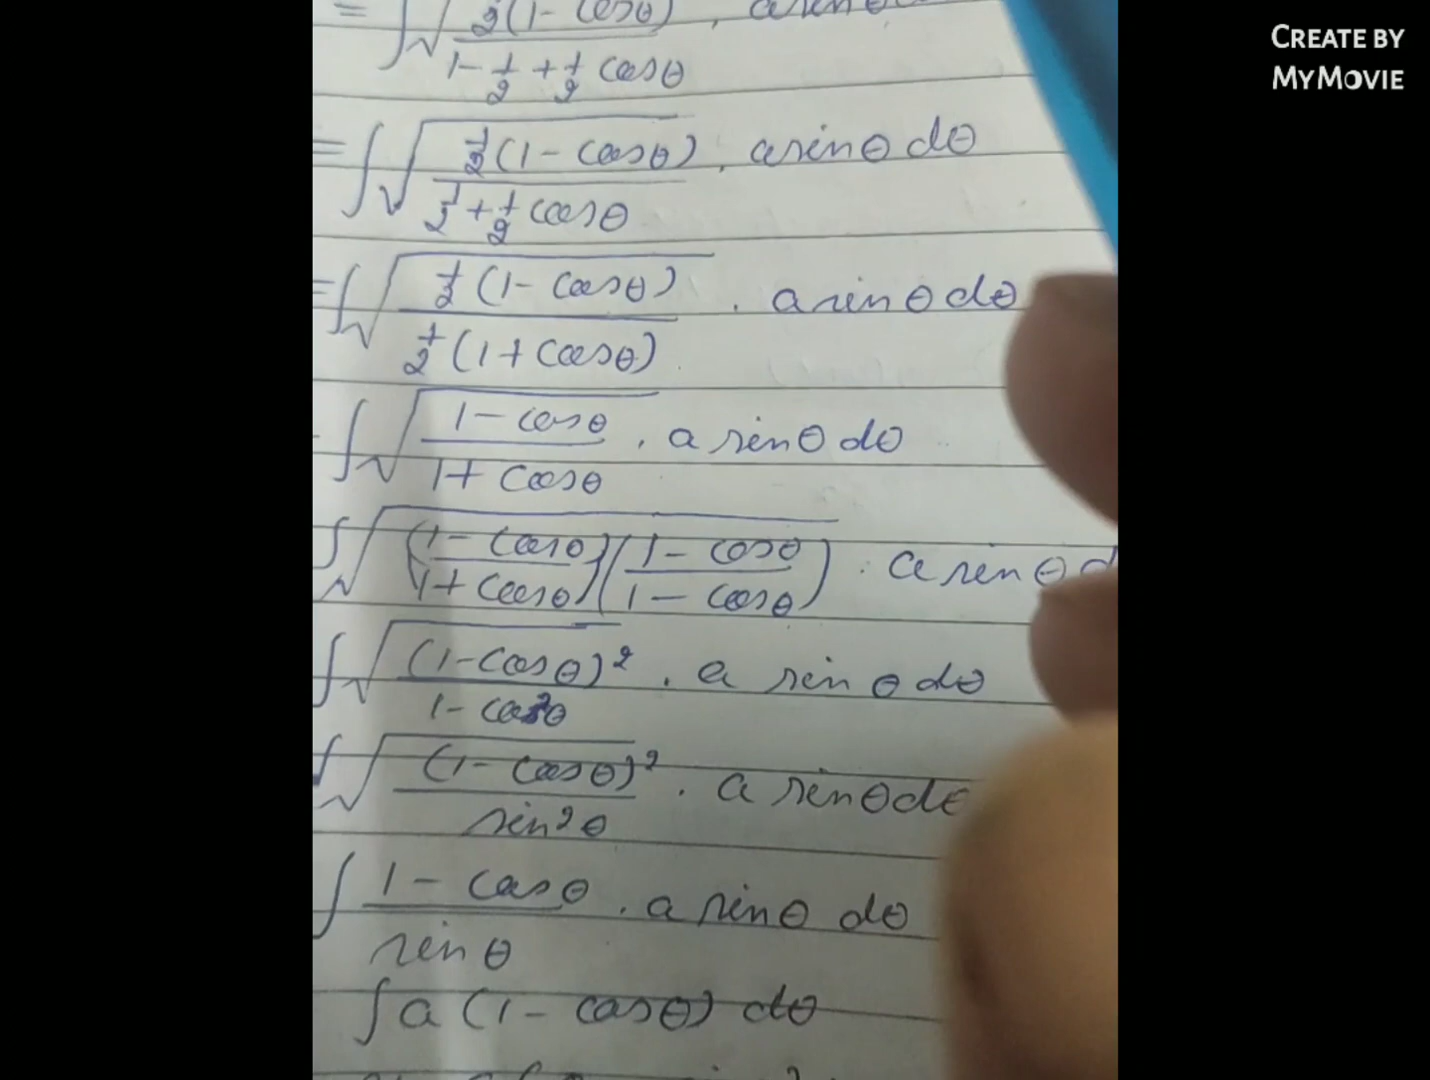 = ∫√(½(1 - cosθ) / 1 - ½ + ½ cosθ) . a sinθ
= ∫√(½(1 - cosθ) / ½ + ½ cosθ) . a sinθ dθ
= ∫√(½(1 - cosθ) / ½(1 + cosθ)) . a sinθ dθ
∫√(1 - cosθ / 1 + cosθ) . a sinθ dθ
∫√((1 - cosθ / 1 + cosθ)(1 - cosθ / 1 - cosθ)) . a sinθ d
∫√((1 - cosθ)² / 1 - cos²θ) . a sinθ dθ
∫√((1 - cosθ)² / sin²θ) . a sinθ dθ
∫ 1 - cosθ / sinθ . a sinθ dθ
∫ a (1 - cosθ) dθ
CREATE BY
MYMOVIE